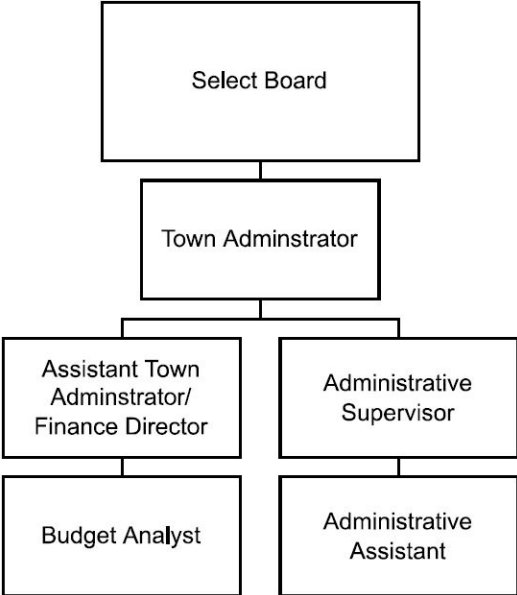 Select Board
Town Adminstrator
Assistant Town
Adminstrator/
Finance Director
Administrative
Supervisor
Budget Analyst
Administrative
Assistant